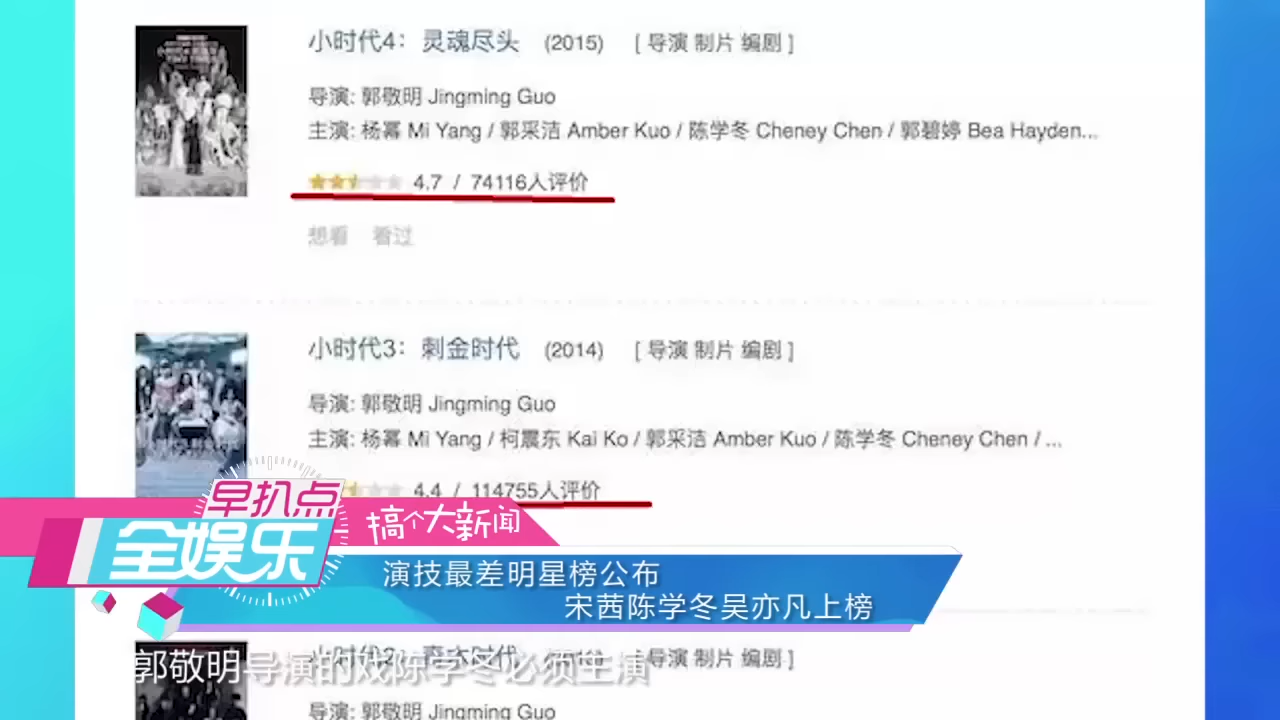 小时代4：灵魂尽头 (2015) [ 导演 制片 编剧 ]
导演: 郭敬明 Jingming Guo
主演: 杨幂 Mi Yang / 郭采洁 Amber Kuo / 陈学冬 Cheney Chen / 郭碧婷 Bea Hayden...
4.7 / 74116人评价
想看 看过
小时代3：刺金时代 (2014) [ 导演 制片 编剧 ]
导演: 郭敬明 Jingming Guo
主演: 杨幂 Mi Yang / 柯震东 Kai Ko / 郭采洁 Amber Kuo / 陈学冬 Cheney Chen / ...
4.4 / 114755人评价
早扒点
全娱乐
搞个大新闻
演技最差明星榜公布
宋茜陈学冬吴亦凡上榜
导演 制片 编剧 ]
郭敬明导演的戏陈学冬必须主演
导演: 郭敬明 Jingming Guo